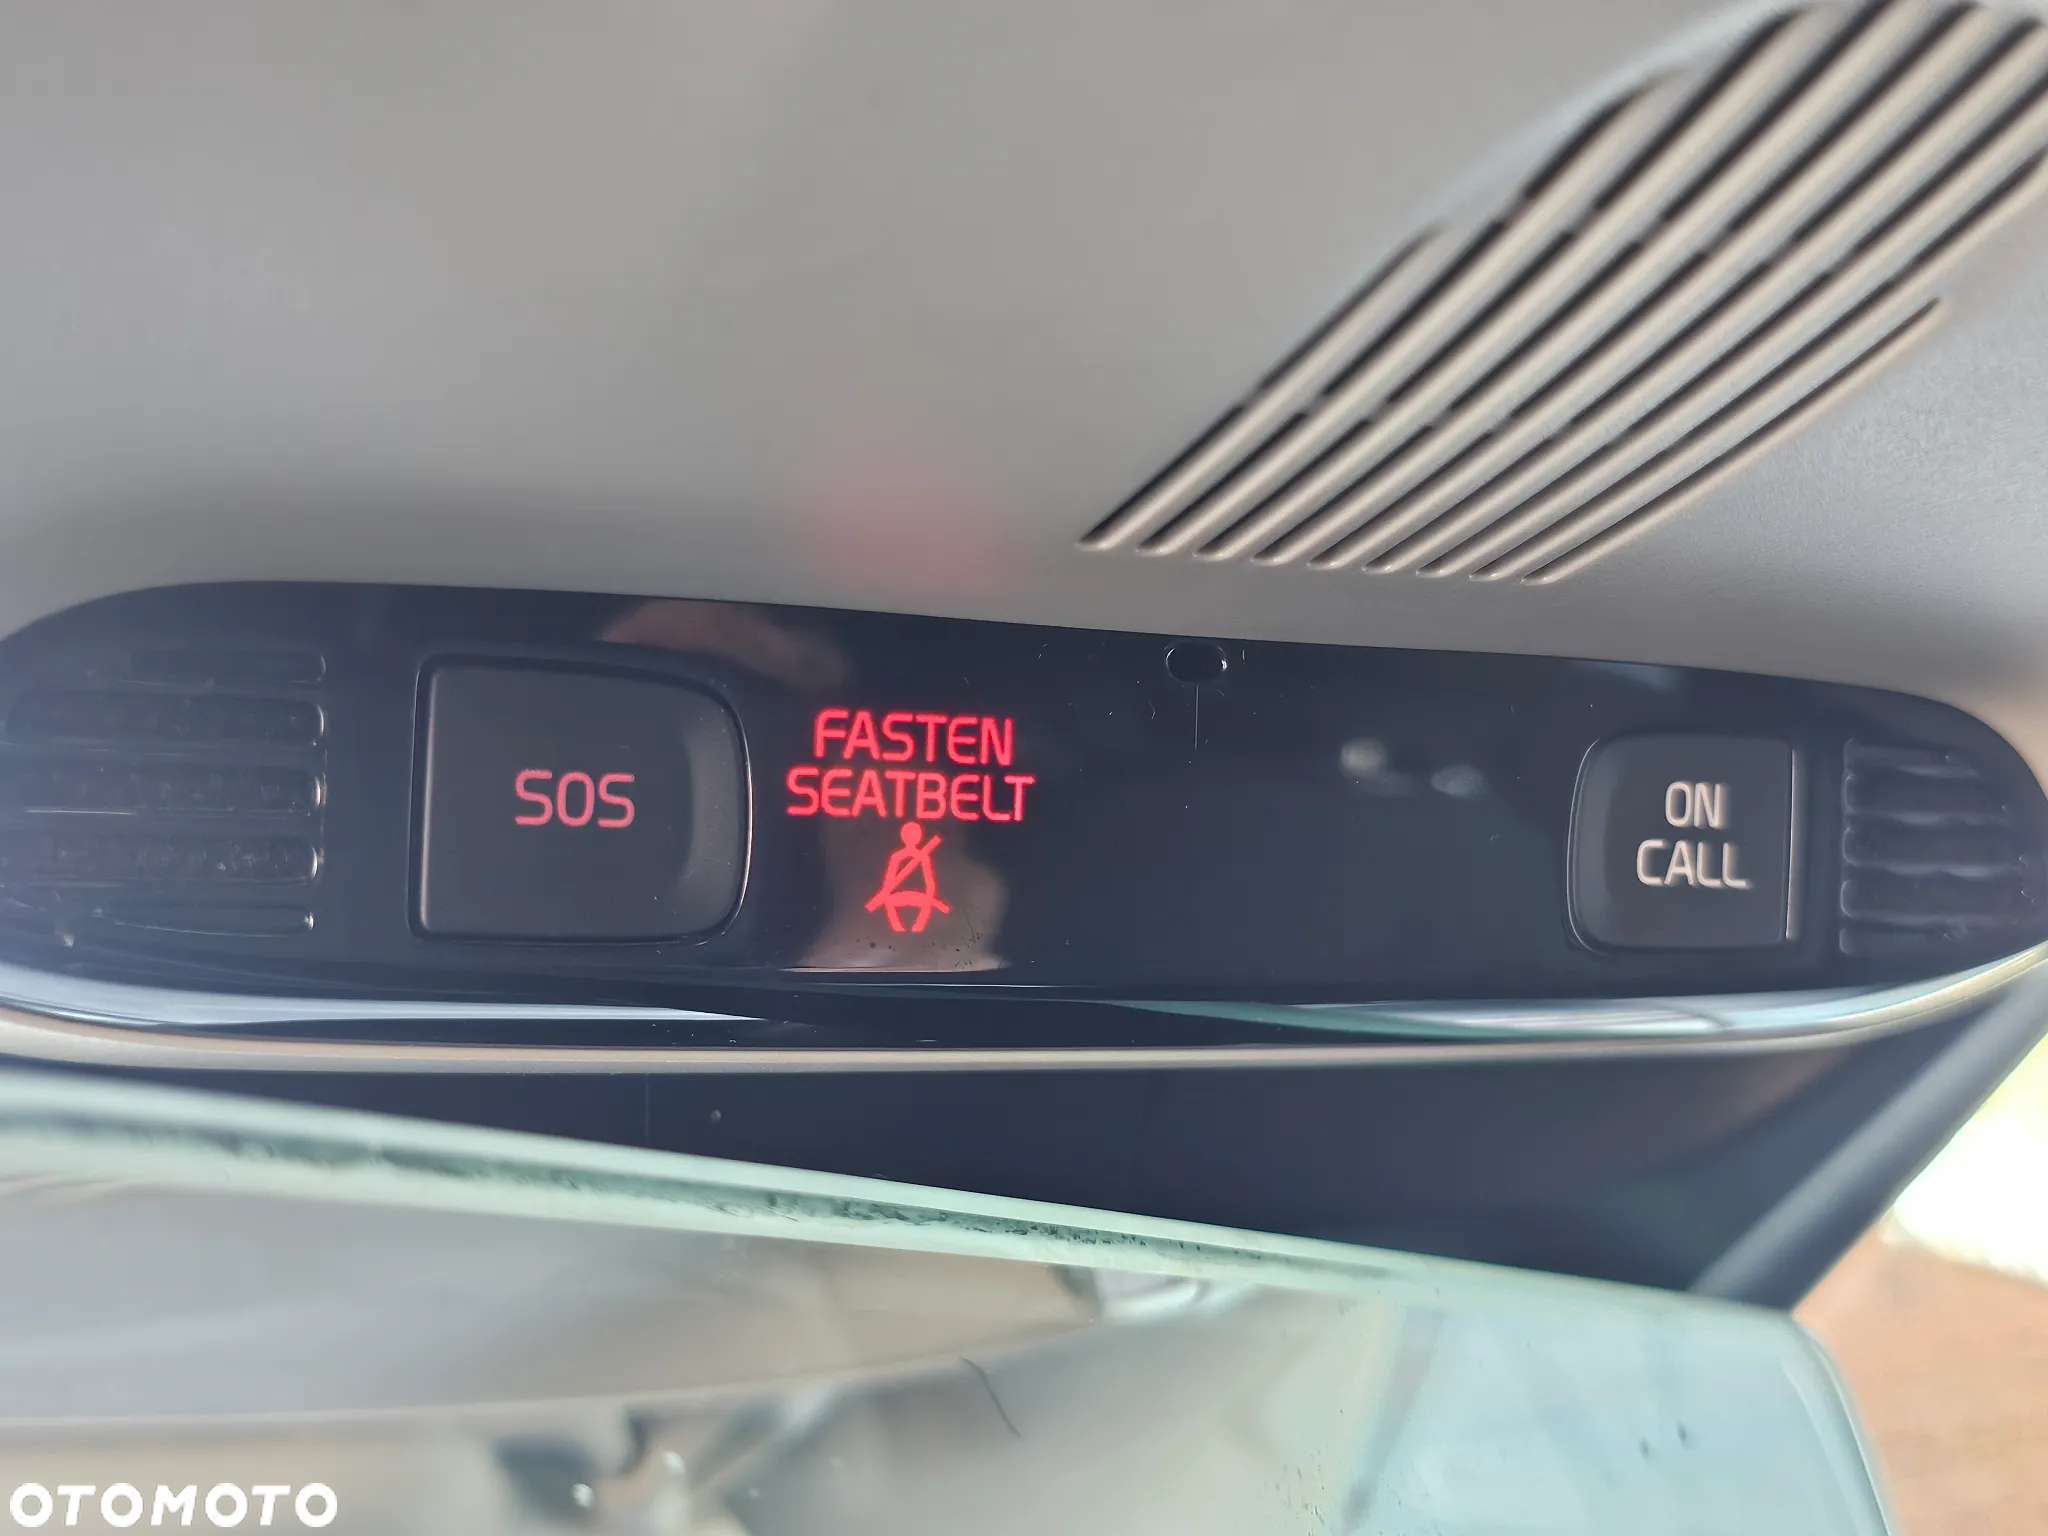 SOS
FASTEN
SEATBELT
ON
CALL
OTOMOTO